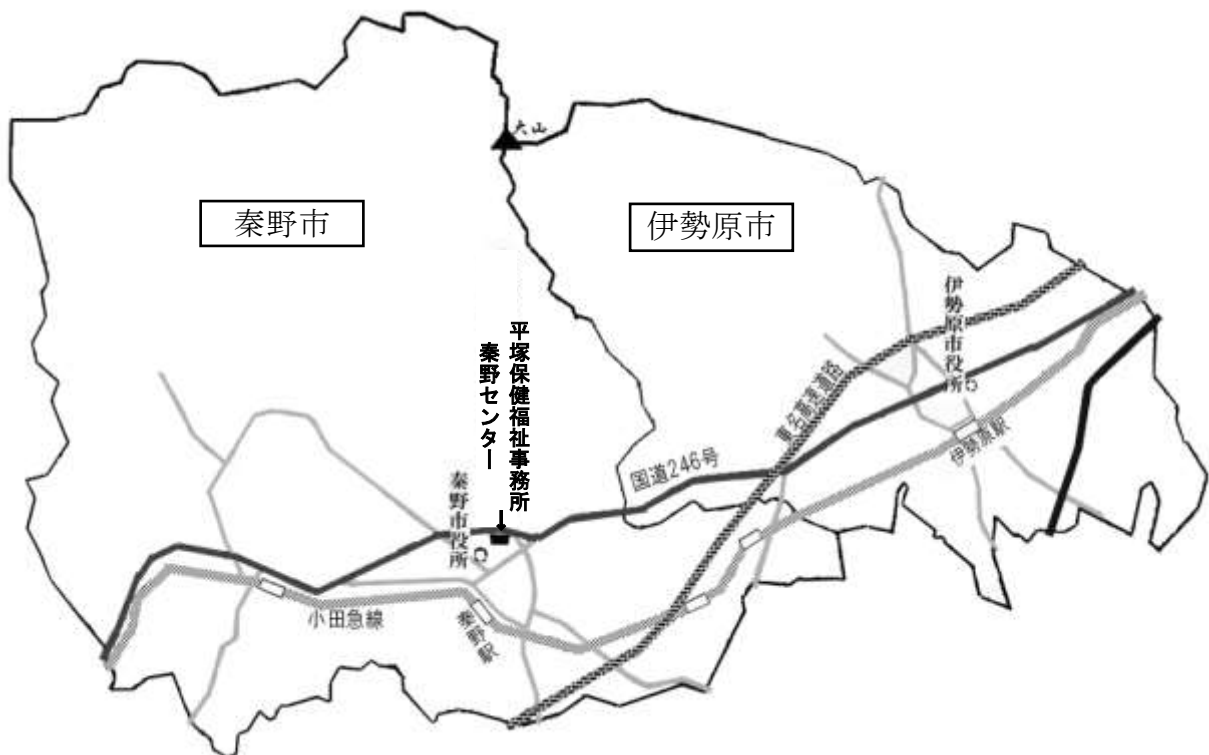 大山
秦野市
伊勢原市
伊勢原市役所
平塚保健福祉事務所
秦野センター
東名高速道路
伊勢原駅
国道246号
秦野市役所
小田急線
秦野駅